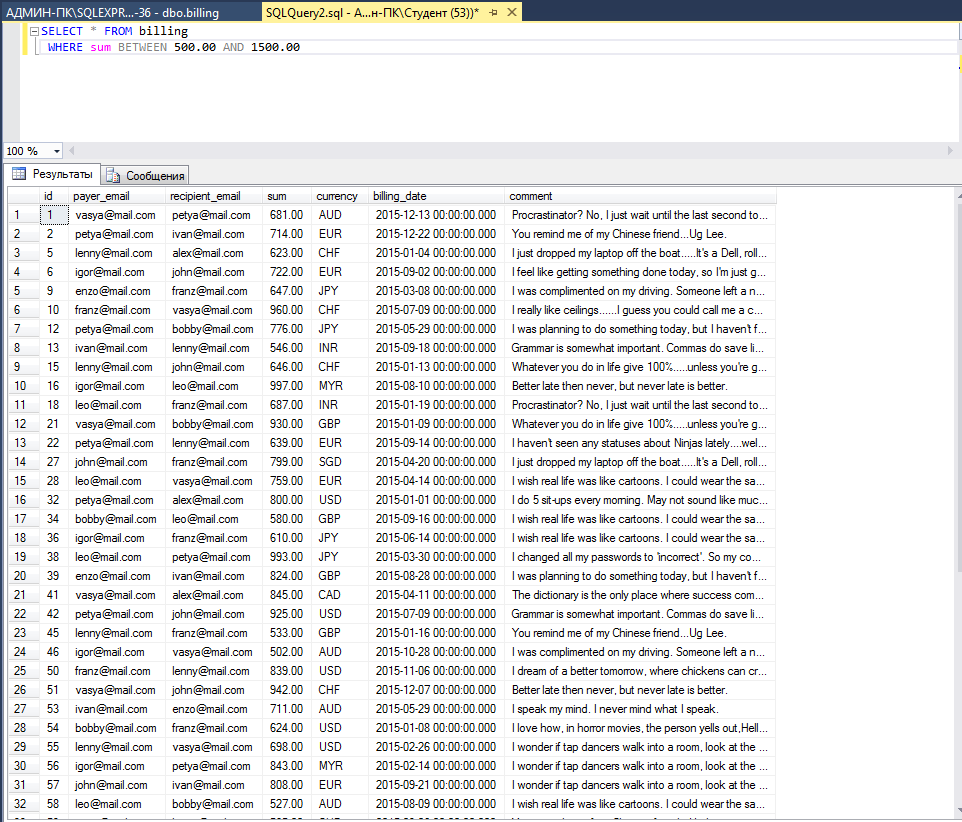 АДМИН-ПК\SQLEXPR...-36 - dbo.billing SQLQuery2.sql - A...н-ПК\Студент (53))*
SELECT * FROM billing
WHERE sum BETWEEN 500.00 AND 1500.00
100 %
Результаты Сообщения
id payer_email recipient_email sum currency billing_date comment
1 1 vasya@mail.com petya@mail.com 681.00 AUD 2015-12-13 00:00:00.000 Procrastinator? No, I just wait until the last second to...
2 2 petya@mail.com ivan@mail.com 714.00 EUR 2015-12-22 00:00:00.000 You remind me of my Chinese friend...Ug Lee.
3 5 lenny@mail.com alex@mail.com 623.00 CHF 2015-01-04 00:00:00.000 I just dropped my laptop off the boat.....It's a Dell, roll...
4 6 igor@mail.com john@mail.com 722.00 EUR 2015-09-02 00:00:00.000 I feel like getting something done today, so I'm just g...
5 9 enzo@mail.com franz@mail.com 647.00 JPY 2015-03-08 00:00:00.000 I was complimented on my driving. Someone left a n...
6 10 franz@mail.com vasya@mail.com 960.00 CHF 2015-07-09 00:00:00.000 I really like ceilings......I guess you could call me a c...
7 12 petya@mail.com bobby@mail.com 776.00 JPY 2015-05-29 00:00:00.000 I was planning to do something today, but I haven't f...
8 13 ivan@mail.com lenny@mail.com 546.00 INR 2015-09-18 00:00:00.000 Grammar is somewhat important. Commas do save li...
9 15 lenny@mail.com john@mail.com 646.00 CHF 2015-01-13 00:00:00.000 Whatever you do in life give 100%.....unless you're g...
10 16 igor@mail.com leo@mail.com 997.00 MYR 2015-08-10 00:00:00.000 Better late then never, but never late is better.
11 18 leo@mail.com franz@mail.com 687.00 INR 2015-01-19 00:00:00.000 Procrastinator? No, I just wait until the last second to...
12 21 vasya@mail.com bobby@mail.com 930.00 GBP 2015-01-09 00:00:00.000 Whatever you do in life give 100%.....unless you're g...
13 22 petya@mail.com lenny@mail.com 639.00 EUR 2015-09-14 00:00:00.000 I haven't seen any statuses about Ninjas lately....wel...
14 27 john@mail.com franz@mail.com 799.00 SGD 2015-04-20 00:00:00.000 I just dropped my laptop off the boat.....It's a Dell, roll...
15 28 leo@mail.com vasya@mail.com 759.00 EUR 2015-04-14 00:00:00.000 I wish real life was like cartoons. I could wear the sa...
16 32 petya@mail.com alex@mail.com 800.00 USD 2015-01-01 00:00:00.000 I do 5 sit-ups every morning. May not sound like muc...
17 34 bobby@mail.com leo@mail.com 580.00 GBP 2015-09-16 00:00:00.000 I wish real life was like cartoons. I could wear the sa...
18 36 igor@mail.com franz@mail.com 610.00 JPY 2015-06-14 00:00:00.000 I wish real life was like cartoons. I could wear the sa...
19 38 leo@mail.com petya@mail.com 993.00 JPY 2015-03-30 00:00:00.000 I changed all my passwords to 'incorrect'. So my co...
20 39 enzo@mail.com ivan@mail.com 824.00 GBP 2015-08-28 00:00:00.000 I was planning to do something today, but I haven't f...
21 41 vasya@mail.com alex@mail.com 845.00 CAD 2015-04-11 00:00:00.000 The dictionary is the only place where success com...
22 42 petya@mail.com john@mail.com 925.00 USD 2015-07-09 00:00:00.000 Grammar is somewhat important. Commas do save li...
23 45 lenny@mail.com franz@mail.com 533.00 GBP 2015-01-16 00:00:00.000 You remind me of my Chinese friend...Ug Lee.
24 46 igor@mail.com vasya@mail.com 502.00 AUD 2015-10-28 00:00:00.000 I was complimented on my driving. Someone left a n...
25 50 franz@mail.com lenny@mail.com 839.00 USD 2015-11-06 00:00:00.000 I dream of a better tomorrow, where chickens can cr...
26 51 vasya@mail.com john@mail.com 942.00 CHF 2015-12-07 00:00:00.000 Better late then never, but never late is better.
27 53 ivan@mail.com enzo@mail.com 711.00 AUD 2015-05-29 00:00:00.000 I speak my mind. I never mind what I speak.
28 54 bobby@mail.com franz@mail.com 624.00 USD 2015-01-08 00:00:00.000 I love how, in horror movies, the person yells out,Hell...
29 55 lenny@mail.com vasya@mail.com 698.00 USD 2015-02-26 00:00:00.000 I wonder if tap dancers walk into a room, look at the ...
30 56 igor@mail.com petya@mail.com 843.00 MYR 2015-02-14 00:00:00.000 I wonder if tap dancers walk into a room, look at the ...
31 57 john@mail.com ivan@mail.com 808.00 EUR 2015-09-21 00:00:00.000 I wonder if tap dancers walk into a room, look at the ...
32 58 leo@mail.com bobby@mail.com 527.00 AUD 2015-08-09 00:00:00.000 I wish real life was like cartoons. I could wear the sa...